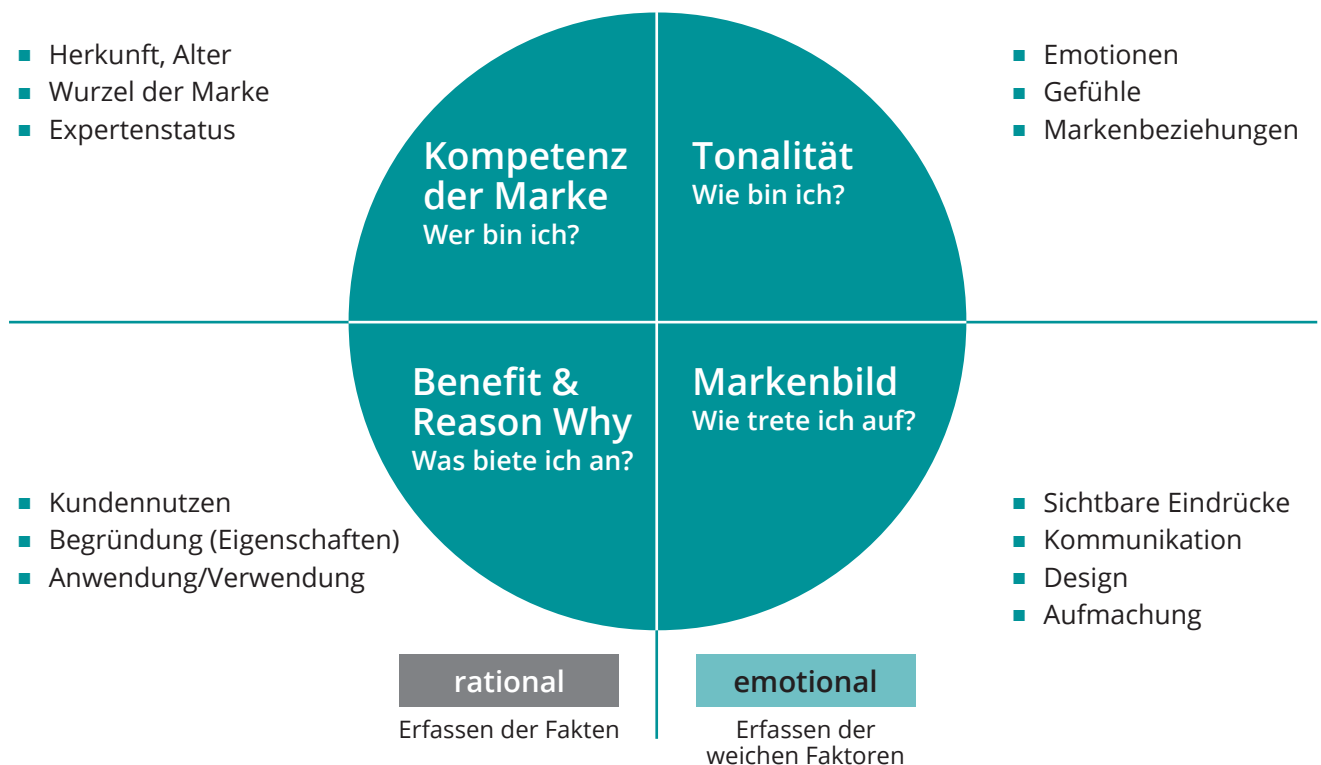 Herkunft, Alter
Wurzel der Marke
Expertenstatus
Kompetenz
der Marke
Wer bin ich?
Tonalität
Wie bin ich?
Emotionen
Gefühle
Markenbeziehungen
Benefit &
Reason Why
Was biete ich an?
Markenbild
Wie trete ich auf?
Kundennutzen
Begründung (Eigenschaften)
Anwendung/Verwendung
Sichtbare Eindrücke
Kommunikation
Design
Aufmachung
rational
Erfassen der Fakten
emotional
Erfassen der
weichen Faktoren